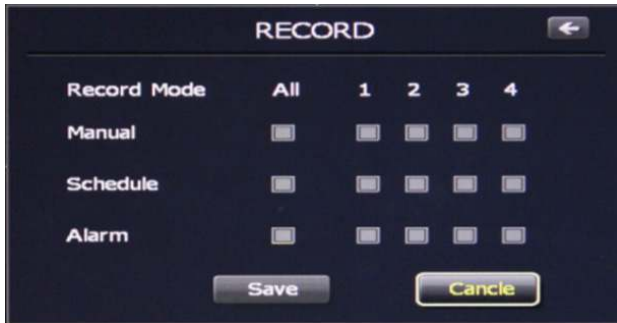 RECORD
Record Mode All 1 2 3 4
Manual
Schedule
Alarm
Save Cancle